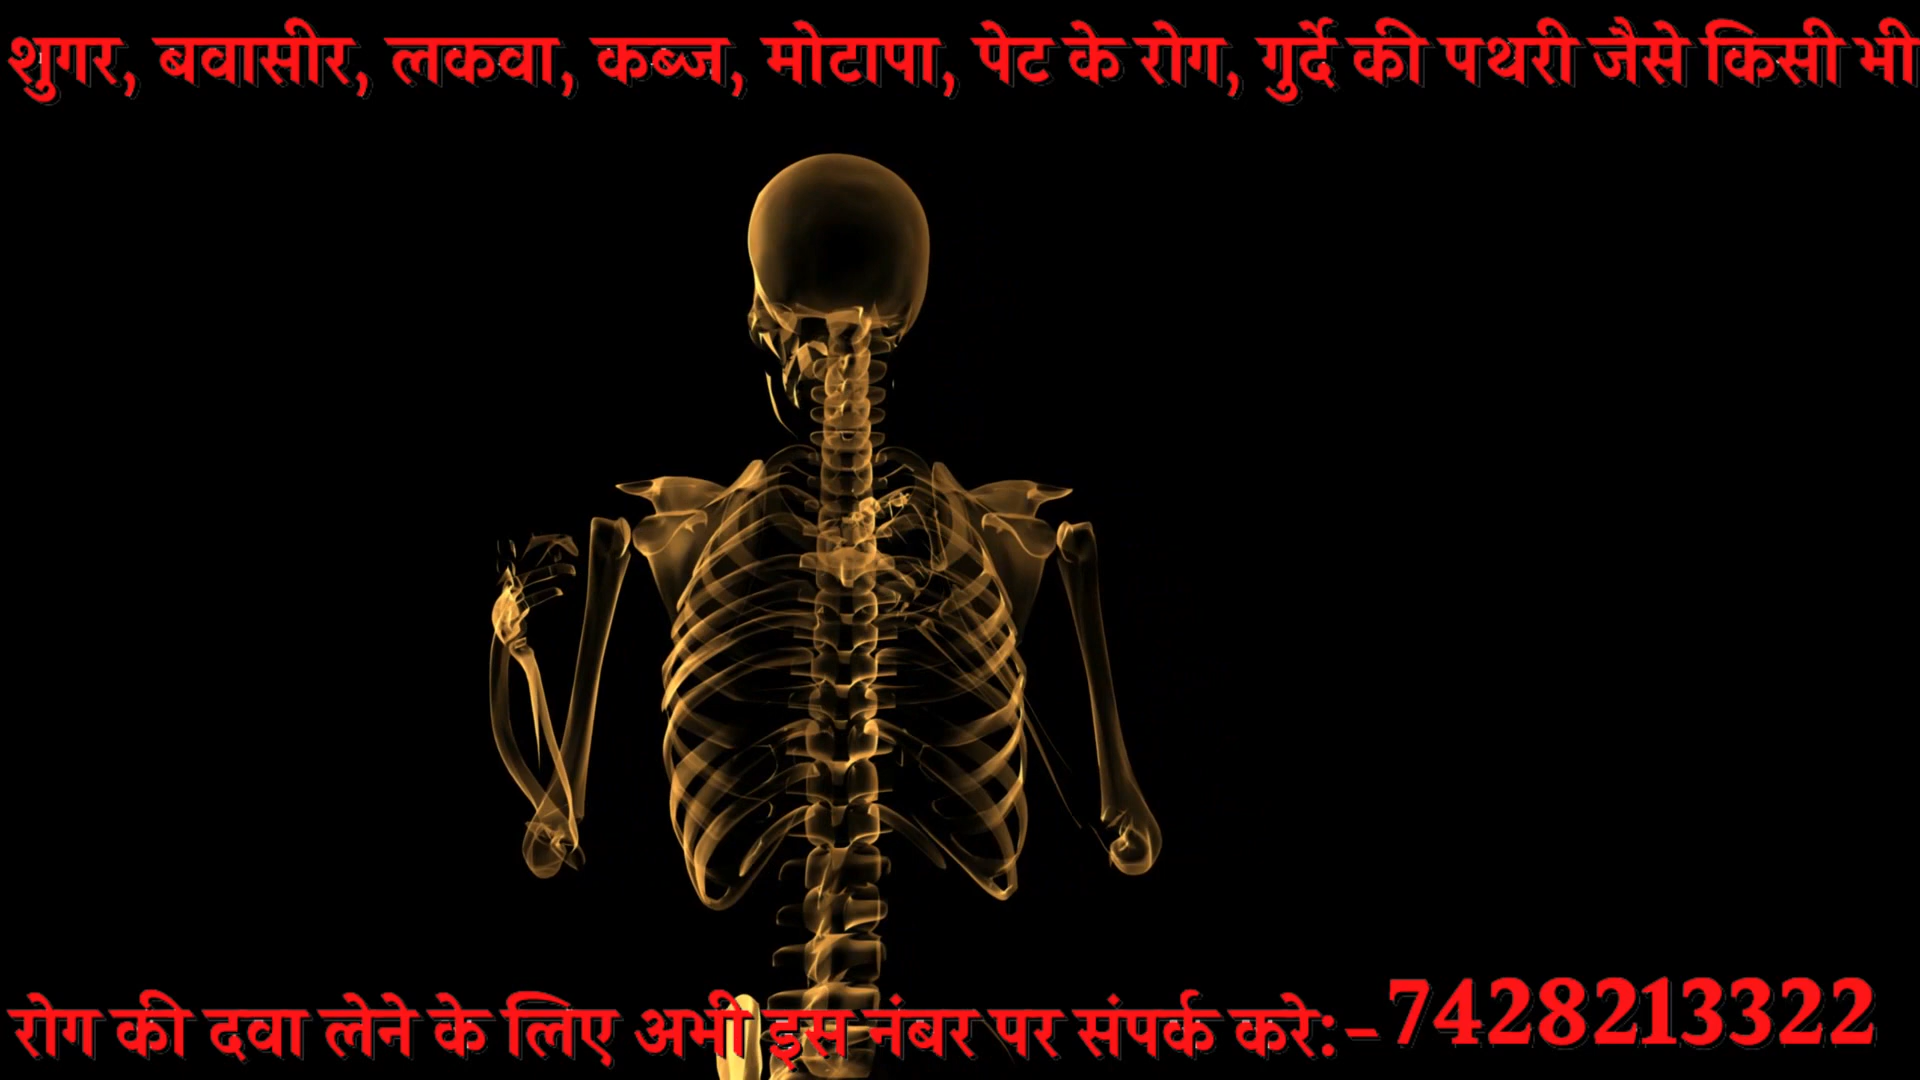 शुगर, बवासीर, लकवा, कब्ज, मोटापा, पेट के रोग, गुर्दे की पथरी जैसे किसी भी
रोग की दवा लेने के लिए अभी इस नंबर पर संपर्क करे:-7428213322